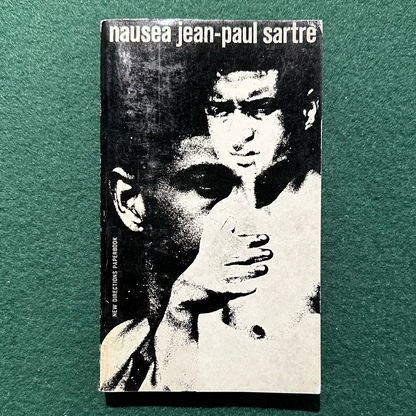 nausea jean-paul sartre
NEW DIRECTIONS PAPERBOOK